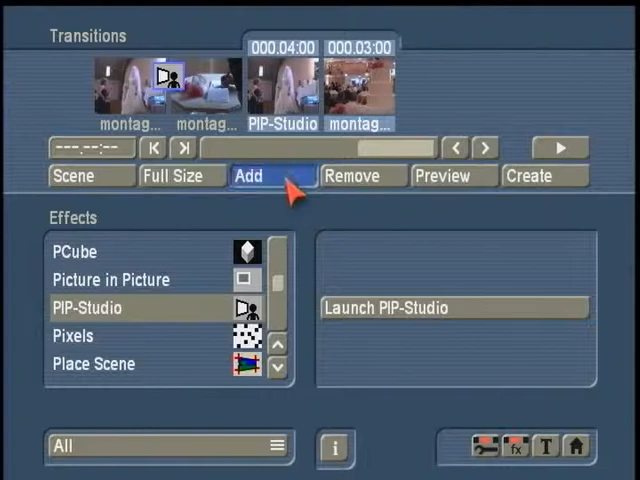 Transitions
000.04:00 000.03:00
montag... montag... PIP-Studio montag...
---.--:--
Scene Full Size Add Remove Preview Create
Effects
PCube
Picture in Picture
PIP-Studio Launch PIP-Studio
Pixels
Place Scene
All i fx T